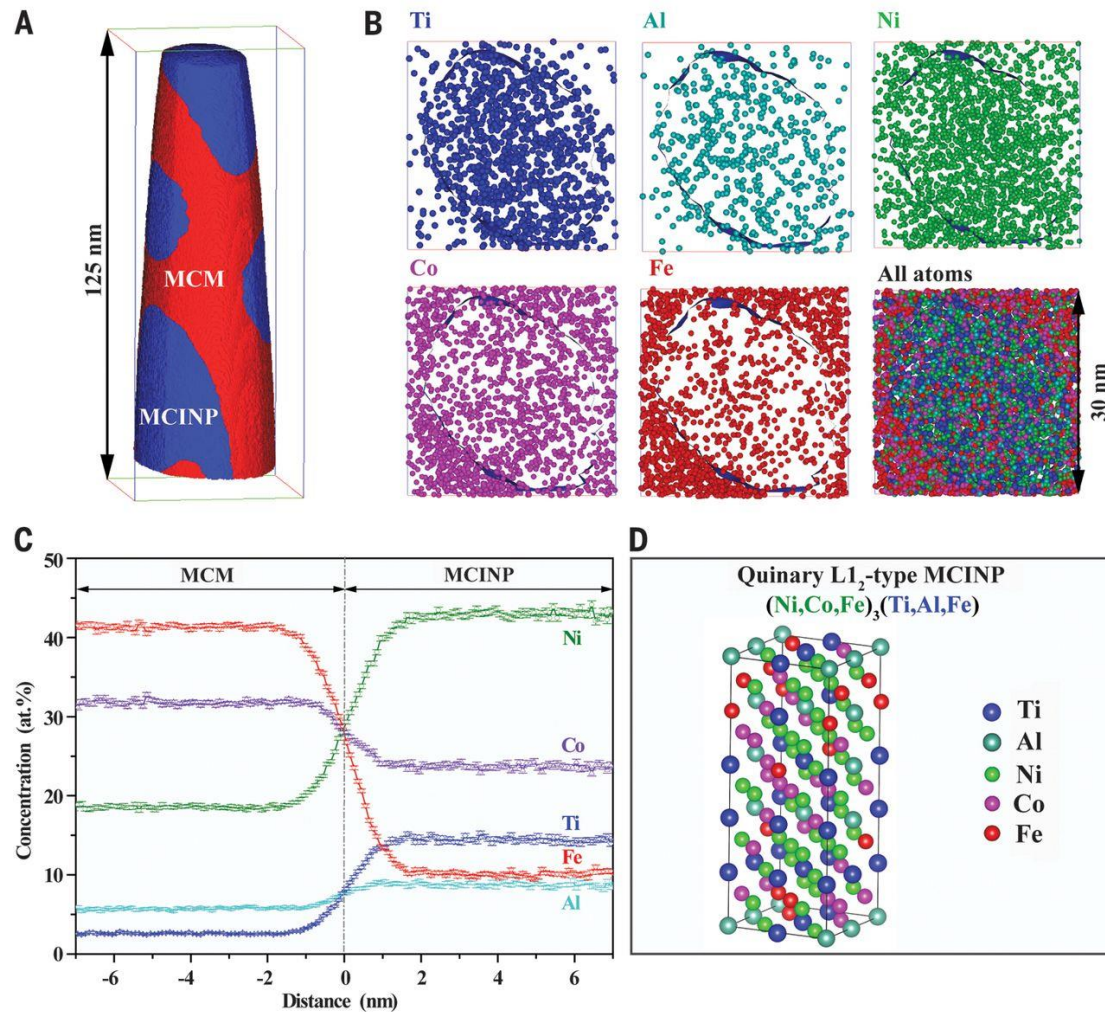 A
125 nm
MCM
MCINP
B
Ti
Al
Ni
Co
Fe
All atoms
30 nm
C
50
40
30
20
10
0
Concentration (at.%)
MCM
MCINP
Ni
Co
Ti
Fe
Al
-6
-4
-2
0
2
4
6
Distance (nm)
D
Quinary L1₂-type MCINP
(Ni,Co,Fe)₃(Ti,Al,Fe)
Ti
Al
Ni
Co
Fe